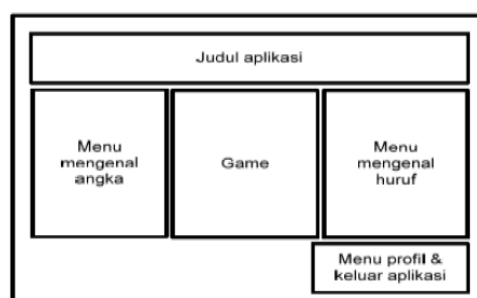 Judul aplikasi
Menu
mengenal
angka
Game
Menu
mengenal
huruf
Menu profil &
keluar aplikasi